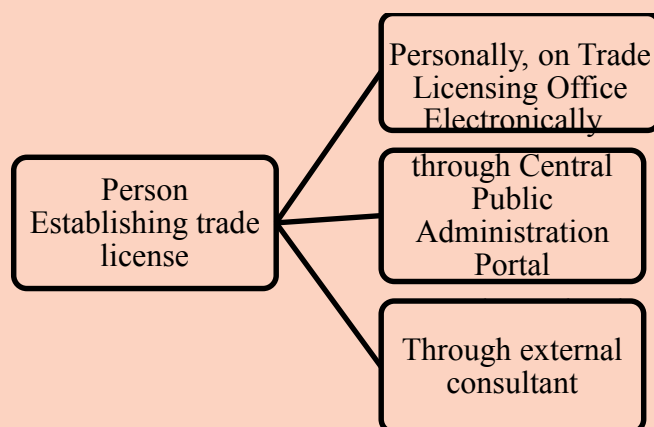 Person
Establishing trade
license
Personally, on Trade
Licensing Office
Electronically
through Central
Public
Administration
Portal
Through external
consultant